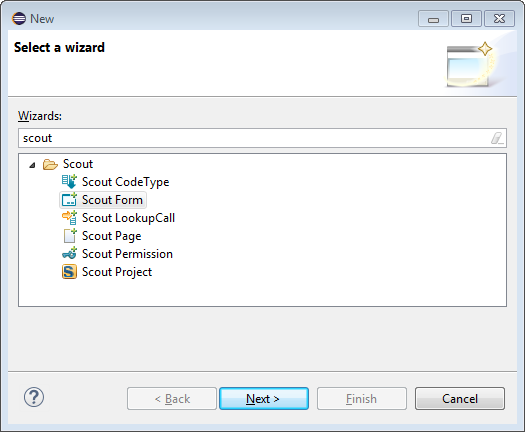 New
Select a wizard
Wizards:
scout
Scout
Scout CodeType
Scout Form
Scout LookupCall
Scout Page
Scout Permission
S Scout Project
? < Back Next > Finish Cancel